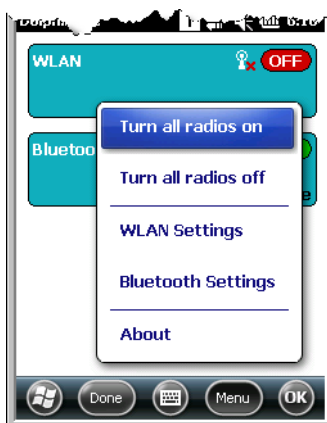 WLAN
OFF
Turn all radios on
Bluetoo
Turn all radios off
WLAN Settings
Bluetooth Settings
About
Done
Menu
OK